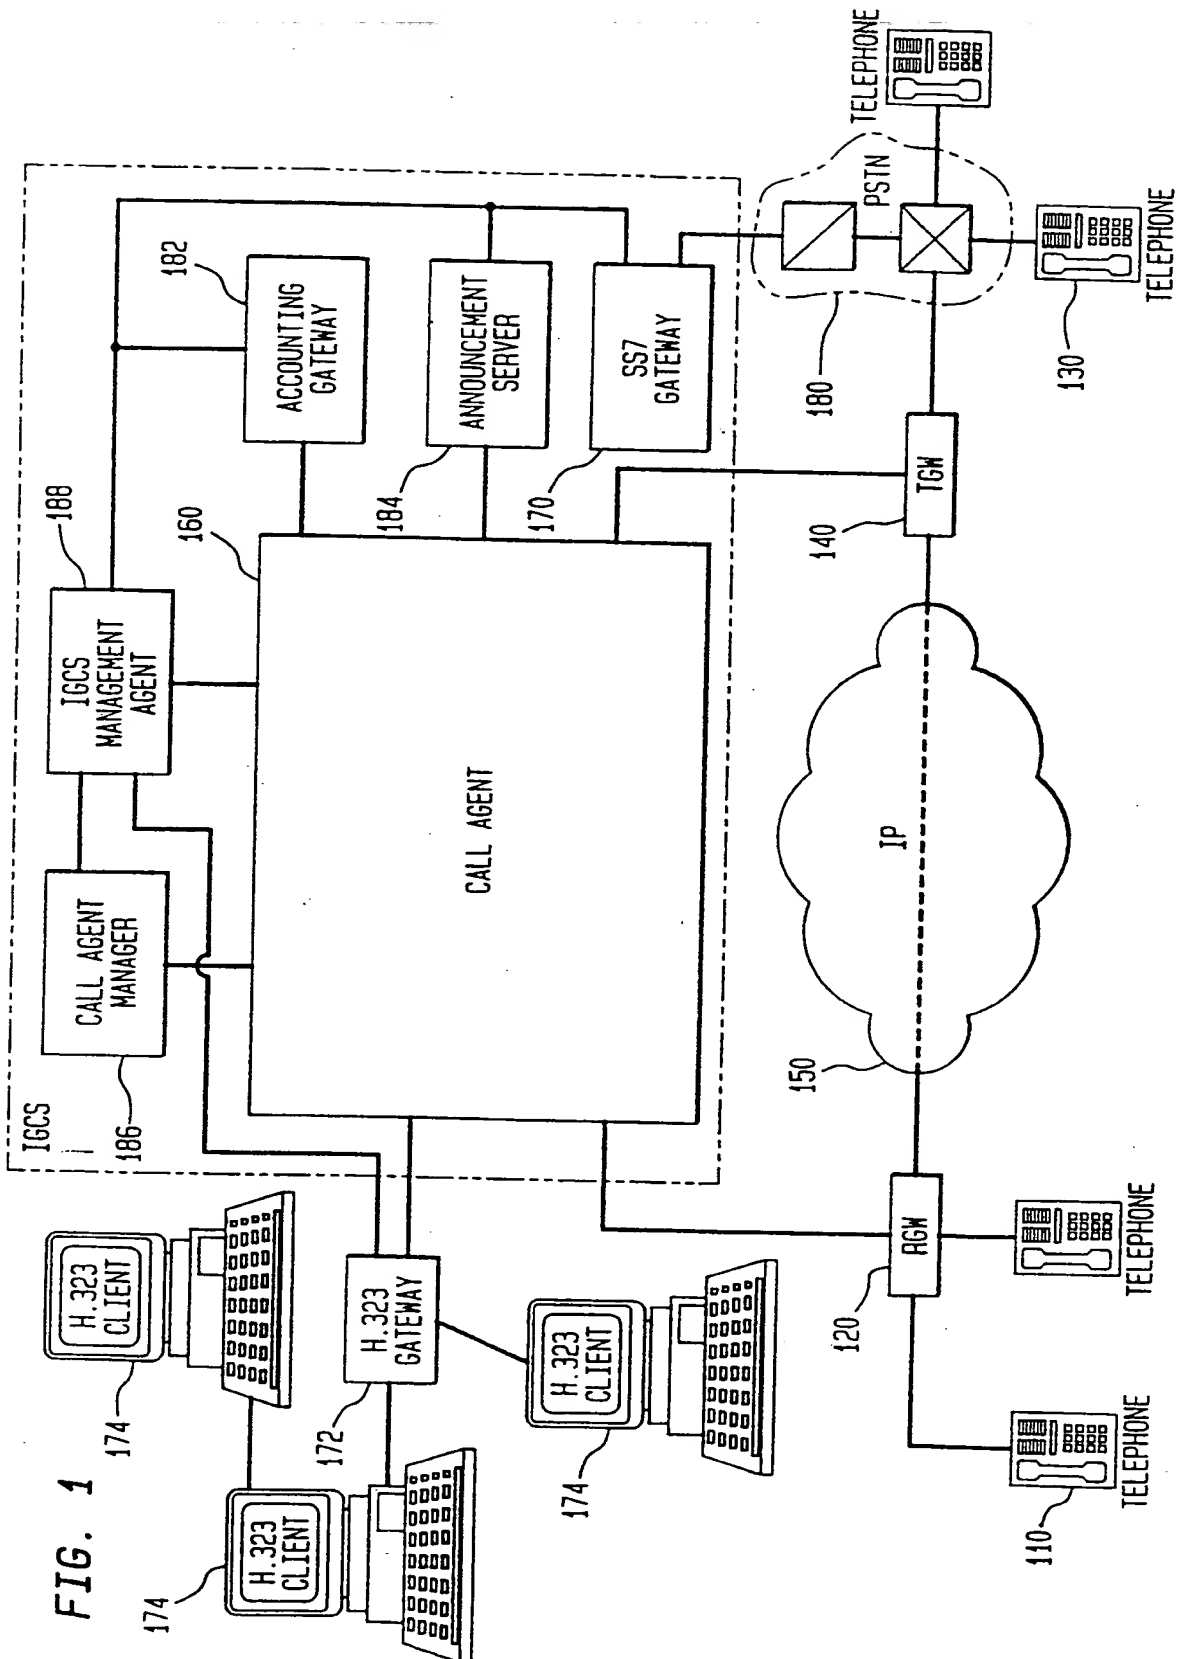 FIG. 1
IGCS
CALL AGENT
MANAGER
186
IGCS
MANAGEMENT
AGENT
188
ACCOUNTING
GATEWAY
182
160
CALL AGENT
ANNOUNCEMENT
SERVER
184
SS7
GATEWAY
170
H.323
CLIENT
174
H.323
CLIENT
174
H.323
GATEWAY
172
H.323
CLIENT
174
RGW
120
TELEPHONE
110
TELEPHONE
150
IP
TGW
140
PSTN
180
TELEPHONE
TELEPHONE
130